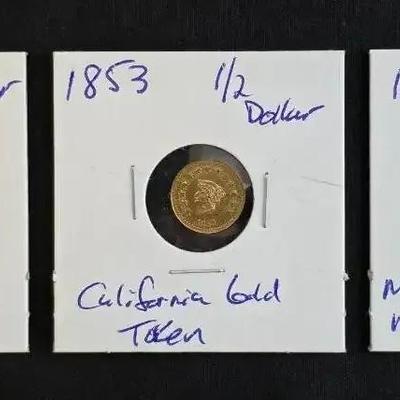 1853 1/2
Dollar
California Gold
Token